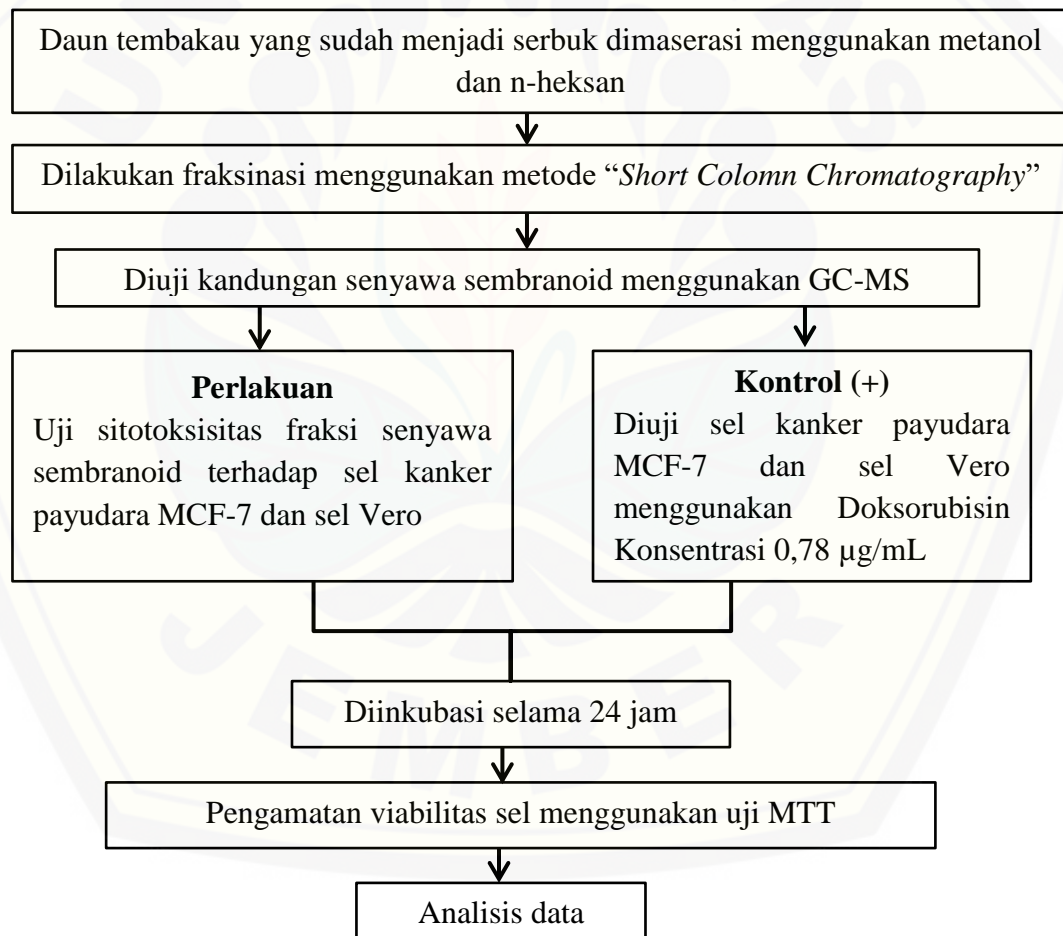 Daun tembakau yang sudah menjadi serbuk dimaserasi menggunakan metanol
dan n-heksan
Dilakukan fraksinasi menggunakan metode “Short Colomn Chromatography”
Diuji kandungan senyawa sembranoid menggunakan GC-MS
Perlakuan
Uji sitotoksisitas fraksi senyawa
sembranoid terhadap sel kanker
payudara MCF-7 dan sel Vero
Kontrol (+)
Diuji sel kanker payudara
MCF-7 dan sel Vero
menggunakan Doksorubisin
Konsentrasi 0,78 µg/mL
Diinkubasi selama 24 jam
Pengamatan viabilitas sel menggunakan uji MTT
Analisis data
JEMBER